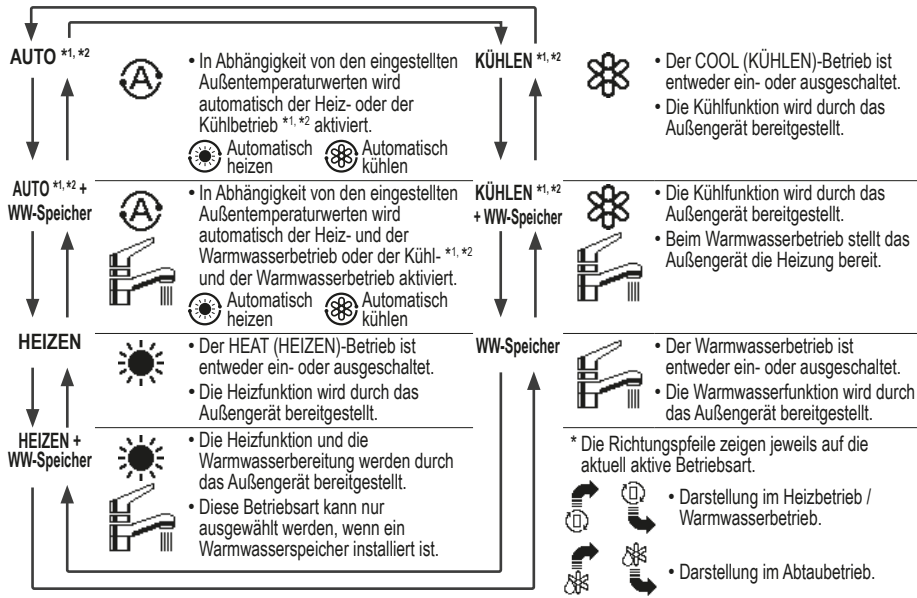 AUTO *1, *2
• In Abhängigkeit von den eingestellten
Außentemperaturwerten wird
automatisch der Heiz- oder der
Kühlbetrieb *1, *2 aktiviert.
Automatisch
heizen
Automatisch
kühlen
AUTO *1, *2 +
WW-Speicher
• In Abhängigkeit von den eingestellten
Außentemperaturwerten wird
automatisch der Heiz- und der
Warmwasserbetrieb oder der Kühl- *1, *2
und der Warmwasserbetrieb aktiviert.
Automatisch
heizen
Automatisch
kühlen
HEIZEN
• Der HEAT (HEIZEN)-Betrieb ist
entweder ein- oder ausgeschaltet.
• Die Heizfunktion wird durch das
Außengerät bereitgestellt.
HEIZEN +
WW-Speicher
• Die Heizfunktion und die
Warmwasserbereitung werden durch
das Außengerät bereitgestellt.
• Diese Betriebsart kann nur
ausgewählt werden, wenn ein
Warmwasserspeicher installiert ist.
KÜHLEN *1, *2
• Der COOL (KÜHLEN)-Betrieb ist
entweder ein- oder ausgeschaltet.
• Die Kühlfunktion wird durch das
Außengerät bereitgestellt.
KÜHLEN *1, *2
+ WW-Speicher
• Die Kühlfunktion wird durch das
Außengerät bereitgestellt.
• Beim Warmwasserbetrieb stellt das
Außengerät die Heizung bereit.
WW-Speicher
• Der Warmwasserbetrieb ist
entweder ein- oder ausgeschaltet.
• Die Warmwasserfunktion wird durch
das Außengerät bereitgestellt.
* Die Richtungspfeile zeigen jeweils auf die
aktuell aktive Betriebsart.
• Darstellung im Heizbetrieb /
Warmwasserbetrieb.
• Darstellung im Abtaubetrieb.